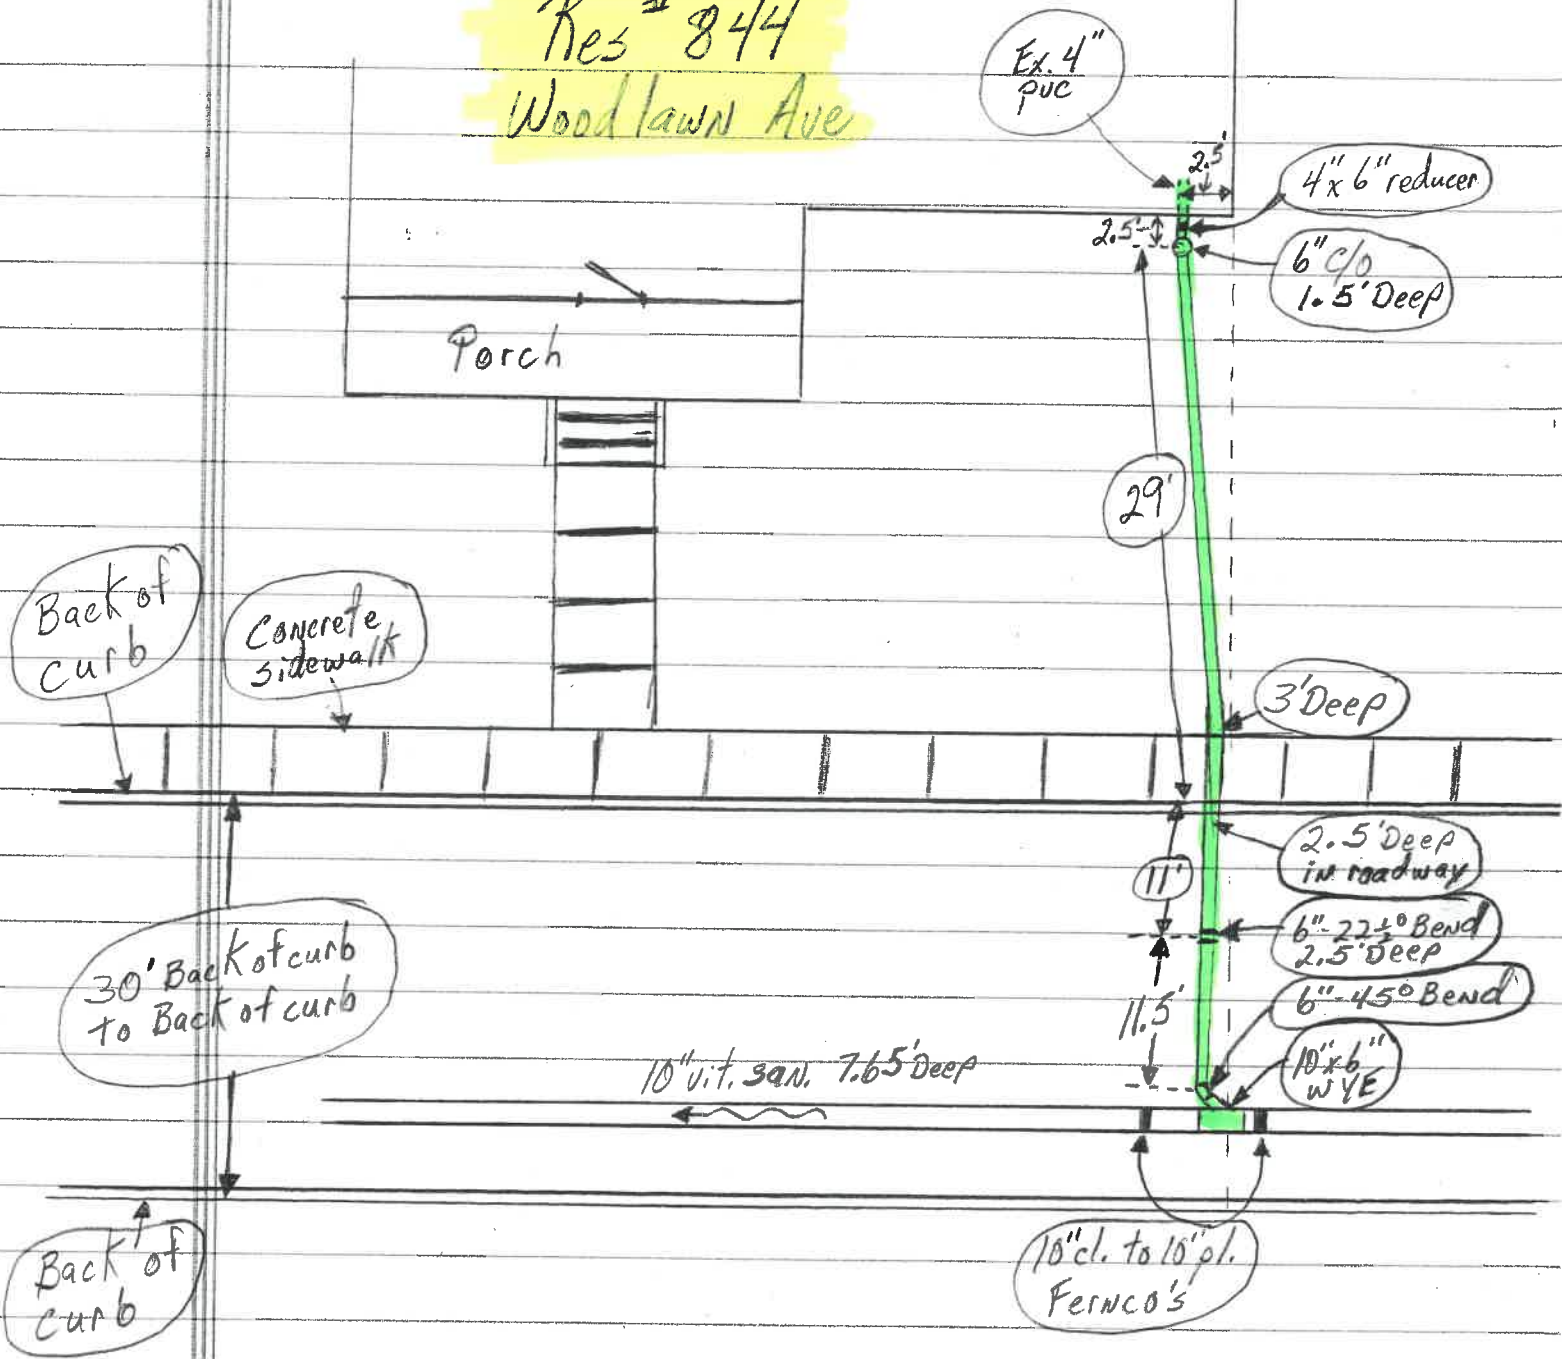 Res # 844
Woodlawn Ave
Ex. 4"
pvc
2.5'
4"x 6" reducer
2.5'
6" C/O
1.5' Deep
Porch
29'
Back of
curb
Concrete
sidewalk
3' Deep
2.5' Deep
in roadway
11'
6"-22½° Bend
2.5' Deep
30' Back of curb
to Back of curb
6"-45° Bend
11.5'
10" vit. san. 7.65' Deep
10"x6"
WYE
Back of
curb
10" cl. to 10" pl.
Fernco's